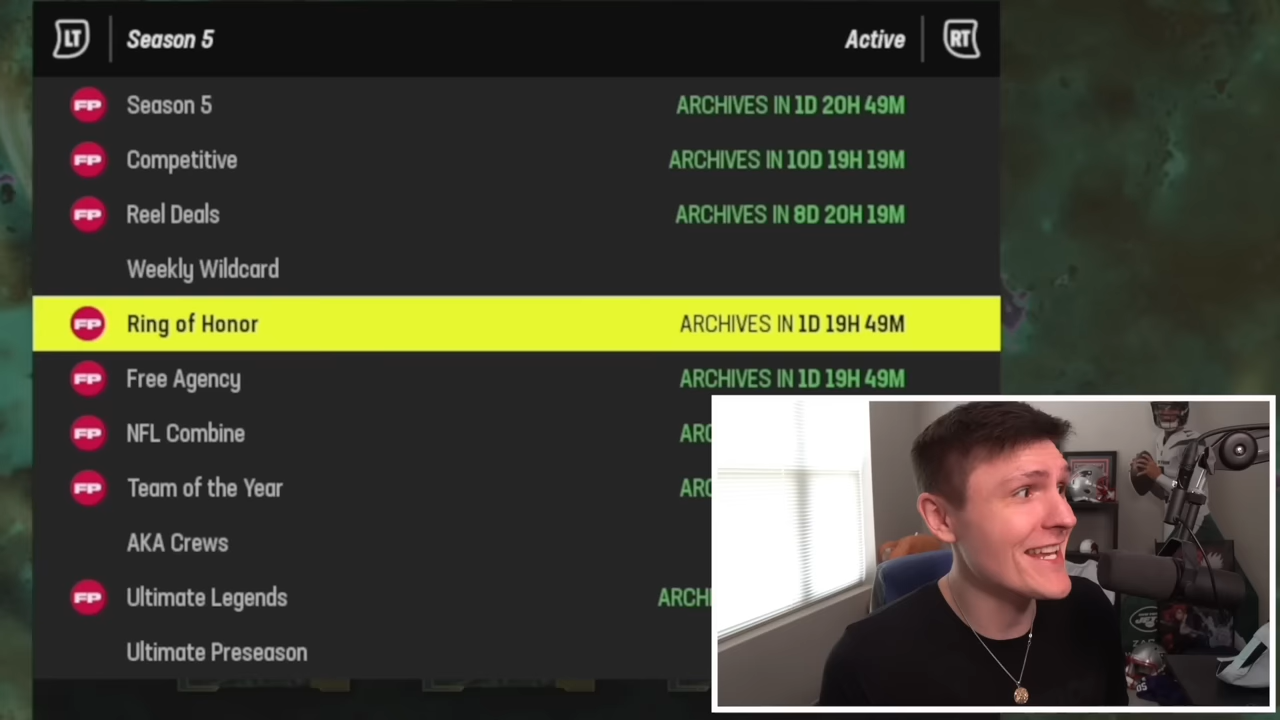 LT Season 5 Active RT
FP Season 5 ARCHIVES IN 1D 20H 49M
FP Competitive ARCHIVES IN 10D 19H 19M
FP Reel Deals ARCHIVES IN 8D 20H 19M
Weekly Wildcard
FP Ring of Honor ARCHIVES IN 1D 19H 49M
FP Free Agency ARCHIVES IN 1D 19H 49M
FP NFL Combine ARC
FP Team of the Year ARC
AKA Crews
FP Ultimate Legends ARCHI
Ultimate Preseason